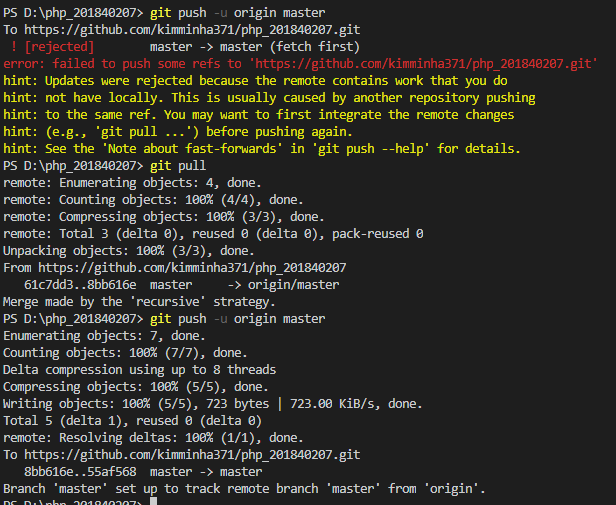 PS D:\php_201840207> git push -u origin master
To https://github.com/kimminha371/php_201840207.git
 ! [rejected]        master -> master (fetch first)
error: failed to push some refs to 'https://github.com/kimminha371/php_201840207.git'
hint: Updates were rejected because the remote contains work that you do
hint: not have locally. This is usually caused by another repository pushing
hint: to the same ref. You may want to first integrate the remote changes
hint: (e.g., 'git pull ...') before pushing again.
hint: See the 'Note about fast-forwards' in 'git push --help' for details.
PS D:\php_201840207> git pull
remote: Enumerating objects: 4, done.
remote: Counting objects: 100% (4/4), done.
remote: Compressing objects: 100% (3/3), done.
remote: Total 3 (delta 0), reused 0 (delta 0), pack-reused 0
Unpacking objects: 100% (3/3), done.
From https://github.com/kimminha371/php_201840207
   61c7dd3..8bb616e  master     -> origin/master
Merge made by the 'recursive' strategy.
PS D:\php_201840207> git push -u origin master
Enumerating objects: 7, done.
Counting objects: 100% (7/7), done.
Delta compression using up to 8 threads
Compressing objects: 100% (5/5), done.
Writing objects: 100% (5/5), 723 bytes | 723.00 KiB/s, done.
Total 5 (delta 1), reused 0 (delta 0)
remote: Resolving deltas: 100% (1/1), done.
To https://github.com/kimminha371/php_201840207.git
   8bb616e..55af568  master -> master
Branch 'master' set up to track remote branch 'master' from 'origin'.
PS D:\php_201840207>